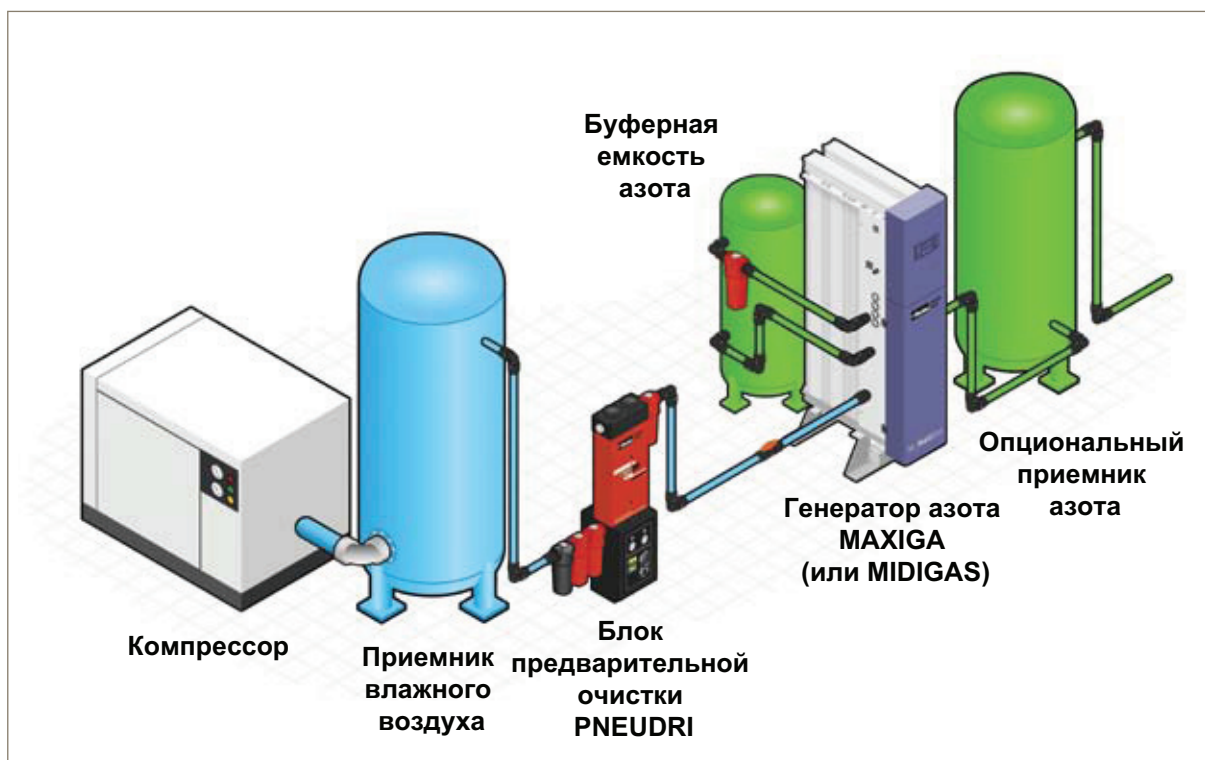 Буферная
емкость
азота
Опциональный
приемник
азота
Генератор азота
MAXIGA
(или MIDIGAS)
Компрессор
Приемник
влажного
воздуха
Блок
предварительной
очистки
PNEUDRI